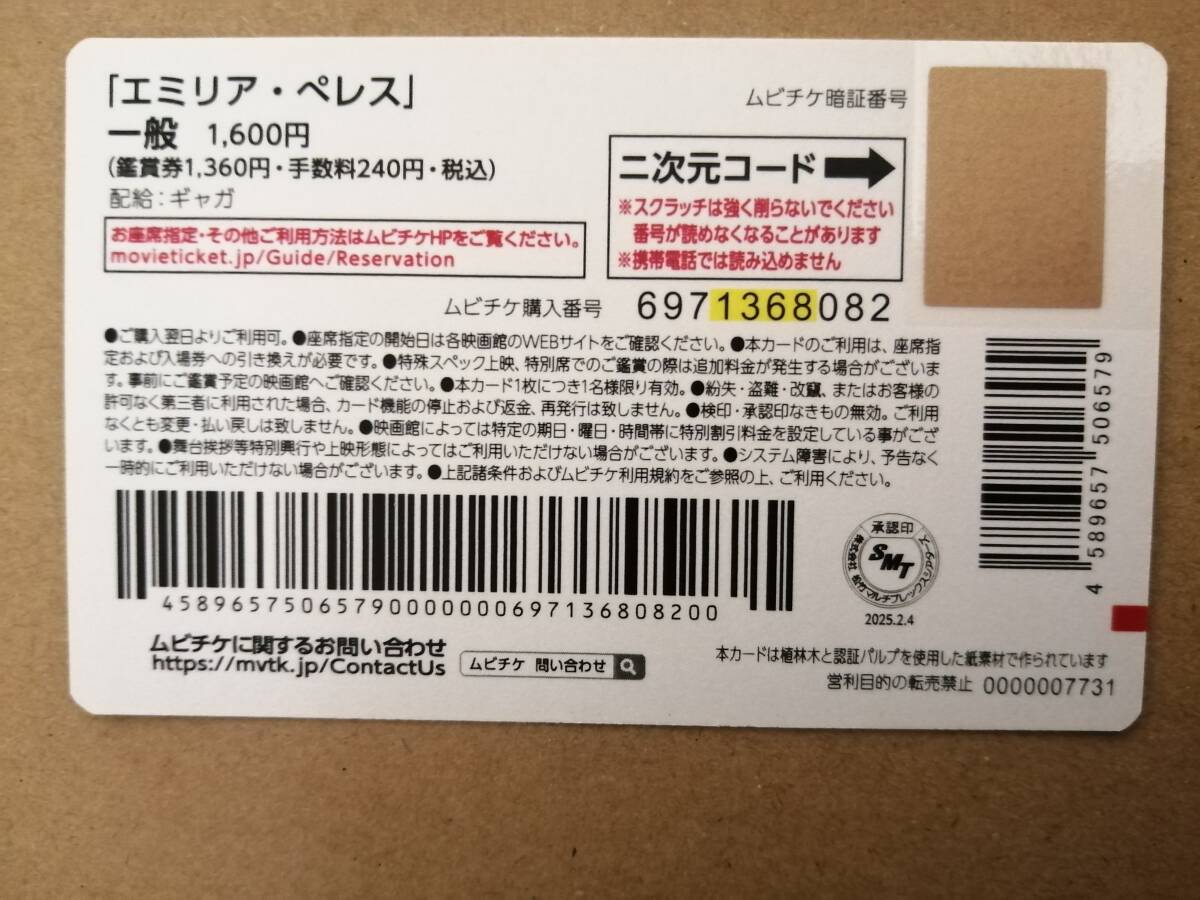 「エミリア・ペレス」
一般 1,600円
(鑑賞券1,360円・手数料240円・税込)
配給：ギャガ
お座席指定・その他ご利用方法はムビチケHPをご覧ください。
movieticket.jp/Guide/Reservation
ムビチケ暗証番号
二次元コード
※スクラッチは強く削らないでください
番号が読めなくなることがあります
※携帯電話では読み込めません
ムビチケ購入番号 6971368082
●ご購入翌日よりご利用可。●座席指定の開始日は各映画館のWEBサイトをご確認ください。●本カードのご利用は、座席指
定および入場券への引き換えが必要です。●特殊スペック上映、特別席でのご鑑賞の際は追加料金が発生する場合がございま
す。事前にご鑑賞予定の映画館へご確認ください。●本カード1枚につき1名様限り有効。●紛失・盗難・改竄、またはお客様の
許可なく第三者に利用された場合、カード機能の停止および返金、再発行は致しません。●検印・承認印なきもの無効。ご利用
なくとも変更・払い戻しは致しません。●映画館によっては特定の期日・曜日・時間帯に特別割引料金を設定している事がござ
います。●舞台挨拶等特別興行や上映形態によってはご利用いただけない場合がございます。●システム障害により、予告なく
一時的にご利用いただけない場合がございます。●上記諸条件およびムビチケ利用規約をご参照の上、ご利用ください。
4 589657 506579
458965750657900000000697136808200
承認印
SMT
株式会社 松竹マルチプレックスシアターズ
2025.2.4
ムビチケに関するお問い合わせ
https://mvtk.jp/ContactUs
ムビチケ 問い合わせ
本カードは植林木と認証パルプを使用した紙素材で作られています
営利目的の転売禁止 0000007731